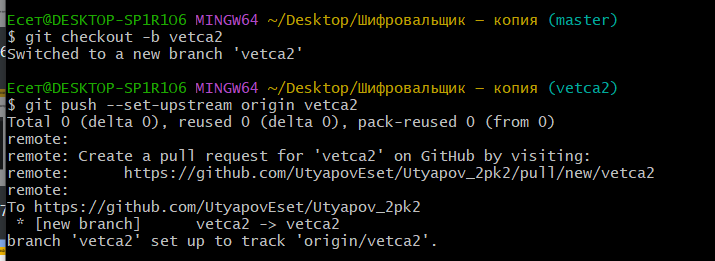 Есет@DESKTOP-SP1R1O6 MINGW64 ~/Desktop/Шифровальщик — копия (master)
$ git checkout -b vetca2
Switched to a new branch 'vetca2'
Есет@DESKTOP-SP1R1O6 MINGW64 ~/Desktop/Шифровальщик — копия (vetca2)
$ git push --set-upstream origin vetca2
Total 0 (delta 0), reused 0 (delta 0), pack-reused 0 (from 0)
remote:
remote: Create a pull request for 'vetca2' on GitHub by visiting:
remote:      https://github.com/UtyapovEset/Utyapov_2pk2/pull/new/vetca2
remote:
To https://github.com/UtyapovEset/Utyapov_2pk2
 * [new branch]      vetca2 -> vetca2
branch 'vetca2' set up to track 'origin/vetca2'.